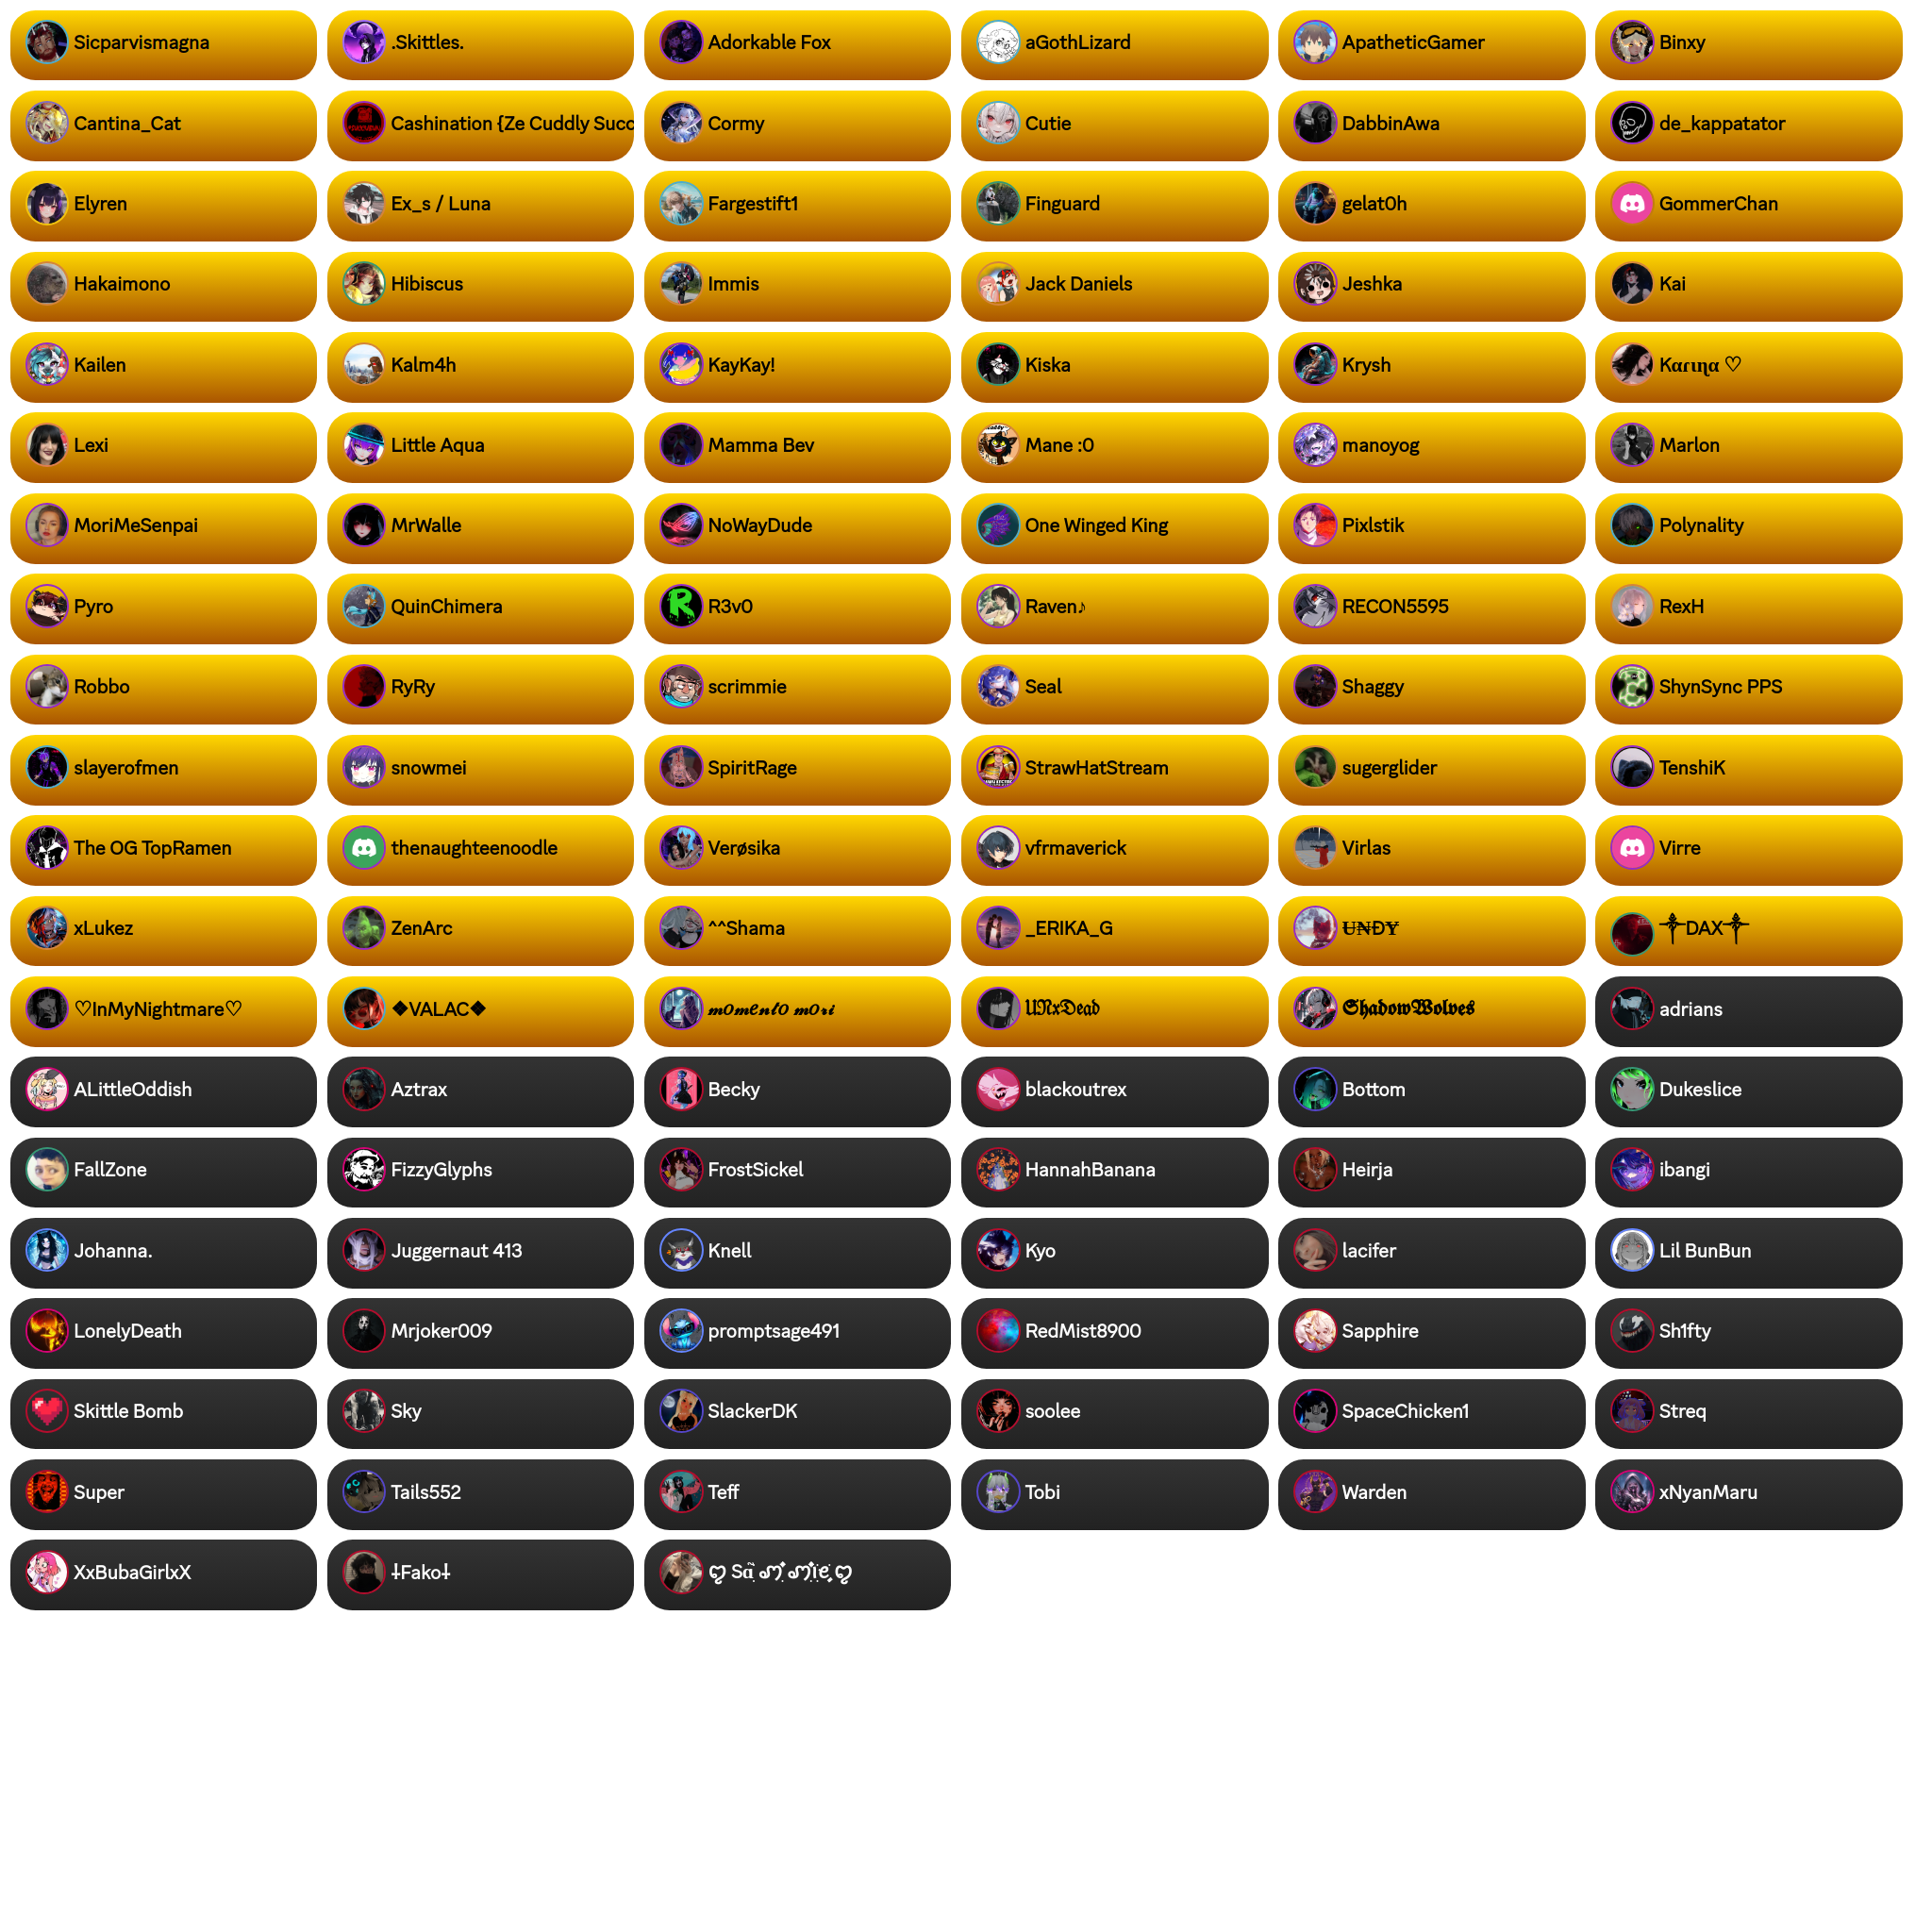 Sicparvismagna
.Skittles.
Adorkable Fox
aGothLizard
ApatheticGamer
Binxy
Cantina_Cat
Cashination {Ze Cuddly Succ
Cormy
Cutie
DabbinAwa
de_kappatator
Elyren
Ex_s / Luna
Fargestift1
Finguard
gelat0h
GommerChan
Hakaimono
Hibiscus
Immis
Jack Daniels
Jeshka
Kai
Kailen
Kalm4h
KayKay!
Kiska
Krysh
Kαɾιɳα ♡
Lexi
Little Aqua
Mamma Bev
Mane :0
manoyog
Marlon
MoriMeSenpai
MrWalle
NoWayDude
One Winged King
Pixlstik
Polynality
Pyro
QuinChimera
R3v0
Raven♪
RECON5595
RexH
Robbo
RyRy
scrimmie
Seal
Shaggy
ShynSync PPS
slayerofmen
snowmei
SpiritRage
StrawHatStream
sugerglider
TenshiK
The OG TopRamen
thenaughteenoodle
Verøsika
vfrmaverick
Virlas
Virre
xLukez
ZenArc
^^Shama
_ERIKA_G
U̶N̶ĐY̶
༒DAX༒
♡InMyNightmare♡
❖VALAC❖
𝓶𝓸𝓶𝓮𝓷𝓽𝓸 𝓶𝓸𝓻𝓲
𝔘𝔑𝔵𝔇𝔢𝔞𝔡
𝕾𝖍𝖆𝖉𝖔𝖜𝖂𝖔𝖑𝖛𝖊𝖘
adrians
ALittleOddish
Aztrax
Becky
blackoutrex
Bottom
Dukeslice
FallZone
FizzyGlyphs
FrostSickel
HannahBanana
Heirja
ibangi
Johanna.
Juggernaut 413
Knell
Kyo
lacifer
Lil BunBun
LonelyDeath
Mrjoker009
promptsage491
RedMist8900
Sapphire
Sh1fty
Skittle Bomb
Sky
SlackerDK
soolee
SpaceChicken1
Streq
Super
Tails552
Teff
Tobi
Warden
xNyanMaru
XxBubaGirlxX
⸸Fako⸸